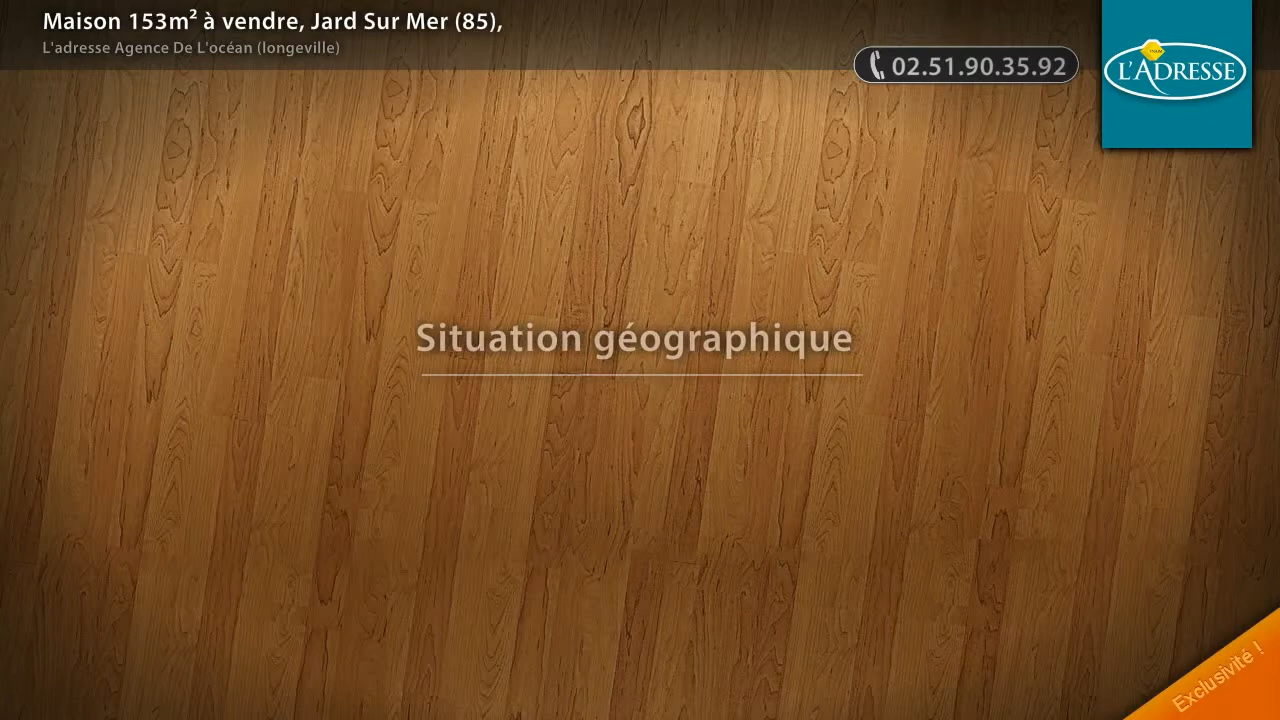 Maison 153m² à vendre, Jard Sur Mer (85),
L'adresse Agence De L'océan (longeville)
02.51.90.35.92
L'ADRESSE
Situation géographique
Exclusivité !